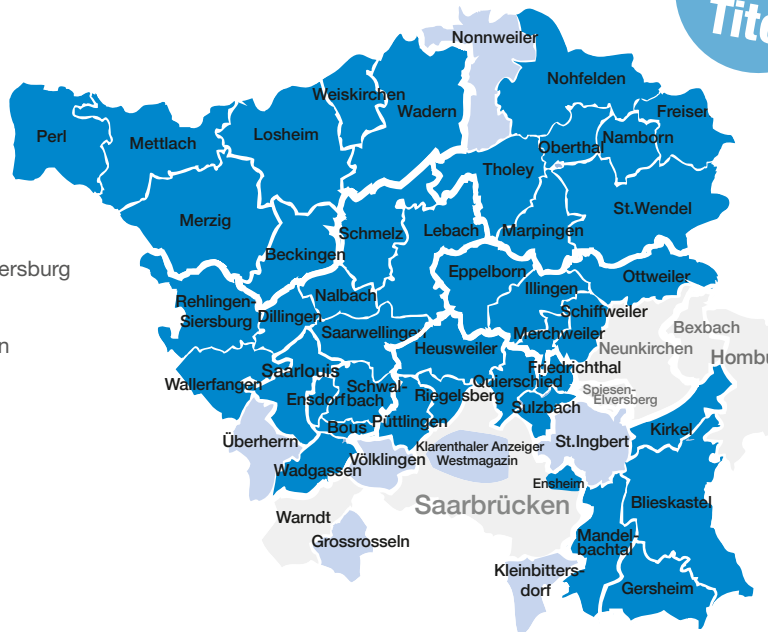 Tite
Nonnweiler
Nohfelden
Weiskirchen
Wadern
Freisen
Perl
Mettlach
Losheim
Oberthal
Namborn
Tholey
Merzig
St.Wendel
Schmelz
Lebach
Marpingen
Beckingen
ersburg
Eppelborn
Ottweiler
Illingen
Nalbach
Rehlingen-
Siersburg
Dillingen
Schiffweiler
Saarwellingen
Merchweiler
Bexbach
n
Heusweiler
Neunkirchen
Hombu
Friedrichthal
Saarlouis
Wallerfangen
Quierschied
Schwal-
bach
Ensdorf
Riegelsberg
Spiesen-
Elversberg
Sulzbach
Bous
Püttlingen
Kirkel
Überherrn
Klarenthaler Anzeiger
Westmagazin
St.Ingbert
Völklingen
Wadgassen
Ensheim
Blieskastel
Saarbrücken
Warndt
Mandel-
bachtal
Grossrosseln
Kleinbitters-
dorf
Gersheim